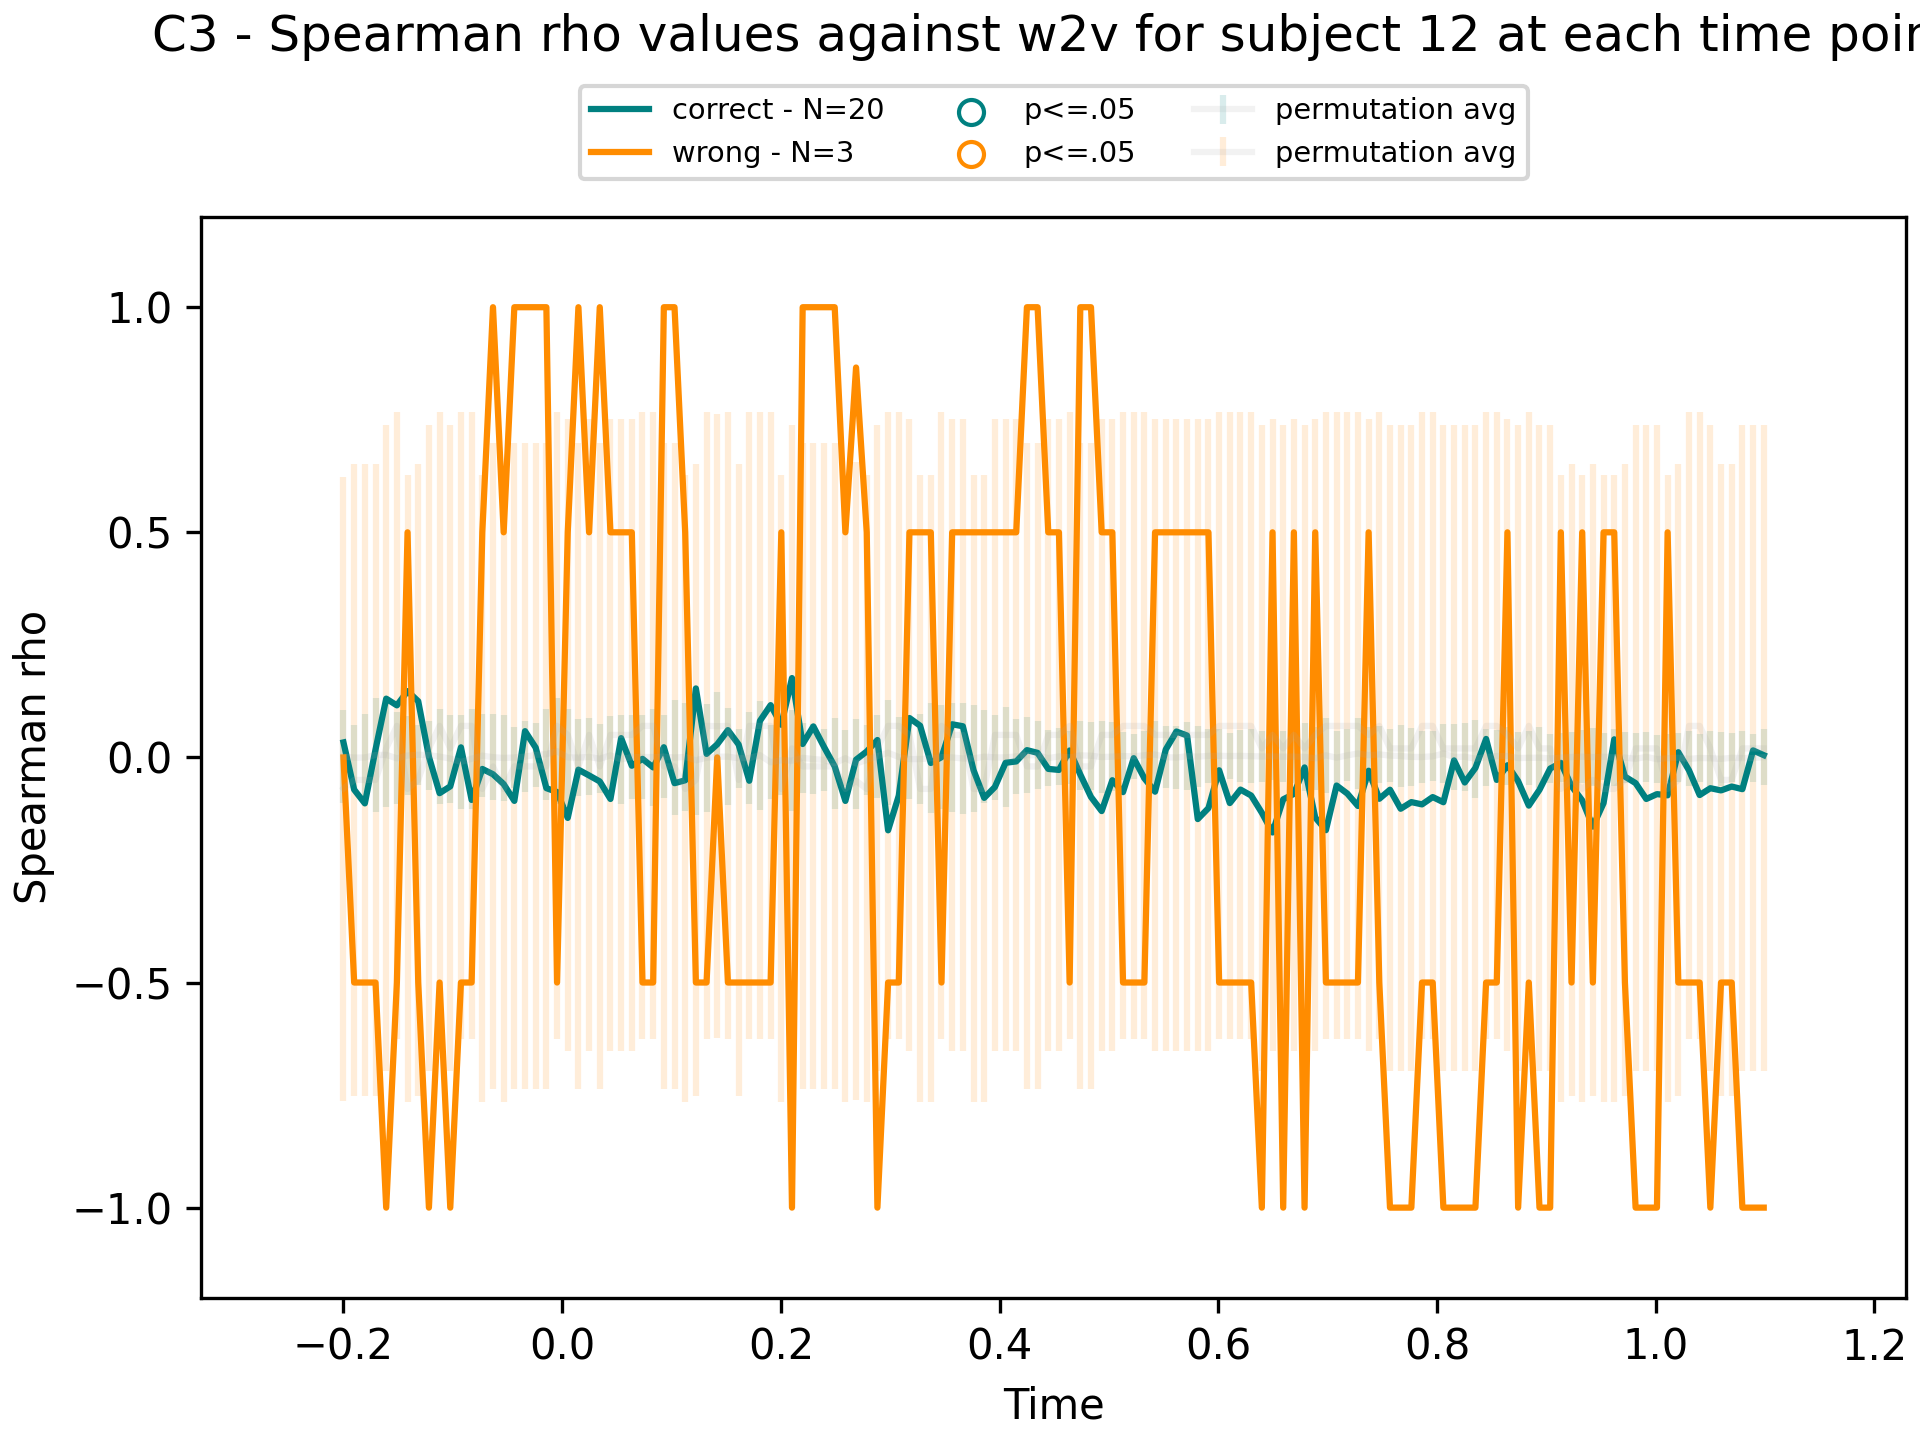 C3 - Spearman rho values against w2v for subject 12 at each time
correct - N=20
wrong - N=3
p<=.05
p<=.05
permutation avg
permutation avg
1.0
0.5
0.0
−0.5
−1.0
Spearman rho
−0.2
0.0
0.2
0.4
0.6
0.8
1.0
1.2
Time